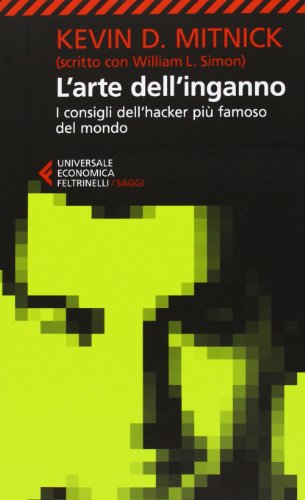 KEVIN D. MITNICK
(scritto con William L. Simon)
L'arte dell'inganno
I consigli dell'hacker più famoso
del mondo
UNIVERSALE
ECONOMICA
FELTRINELLI/SAGGI